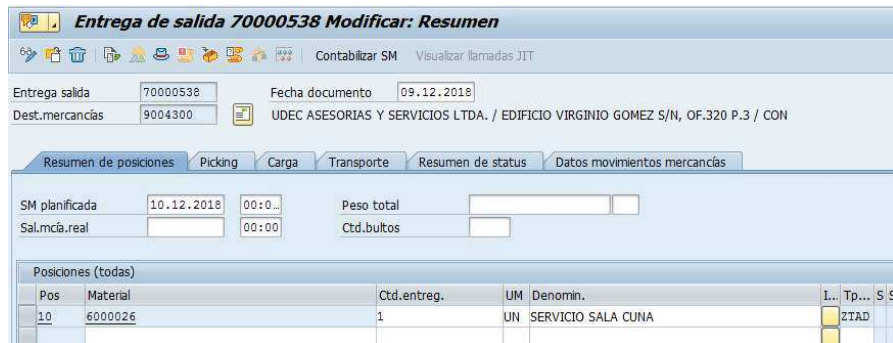 Entrega de salida 70000538 Modificar: Resumen
Contabilizar SM Visualizar llamadas JIT
Entrega salida 70000538 Fecha documento 09.12.2018
Dest.mercancías 9004300 UDEC ASESORIAS Y SERVICIOS LTDA. / EDIFICIO VIRGINIO GOMEZ S/N, OF.320 P.3 / CON
Resumen de posiciones Picking Carga Transporte Resumen de status Datos movimientos mercancías
SM planificada 10.12.2018 00:0... Peso total
Sal.mcía.real 00:00 Ctd.bultos
Posiciones (todas)
Pos Material Ctd.entreg. UM Denomin. I... Tp... S S
10 6000026 1 UN SERVICIO SALA CUNA ZTAD